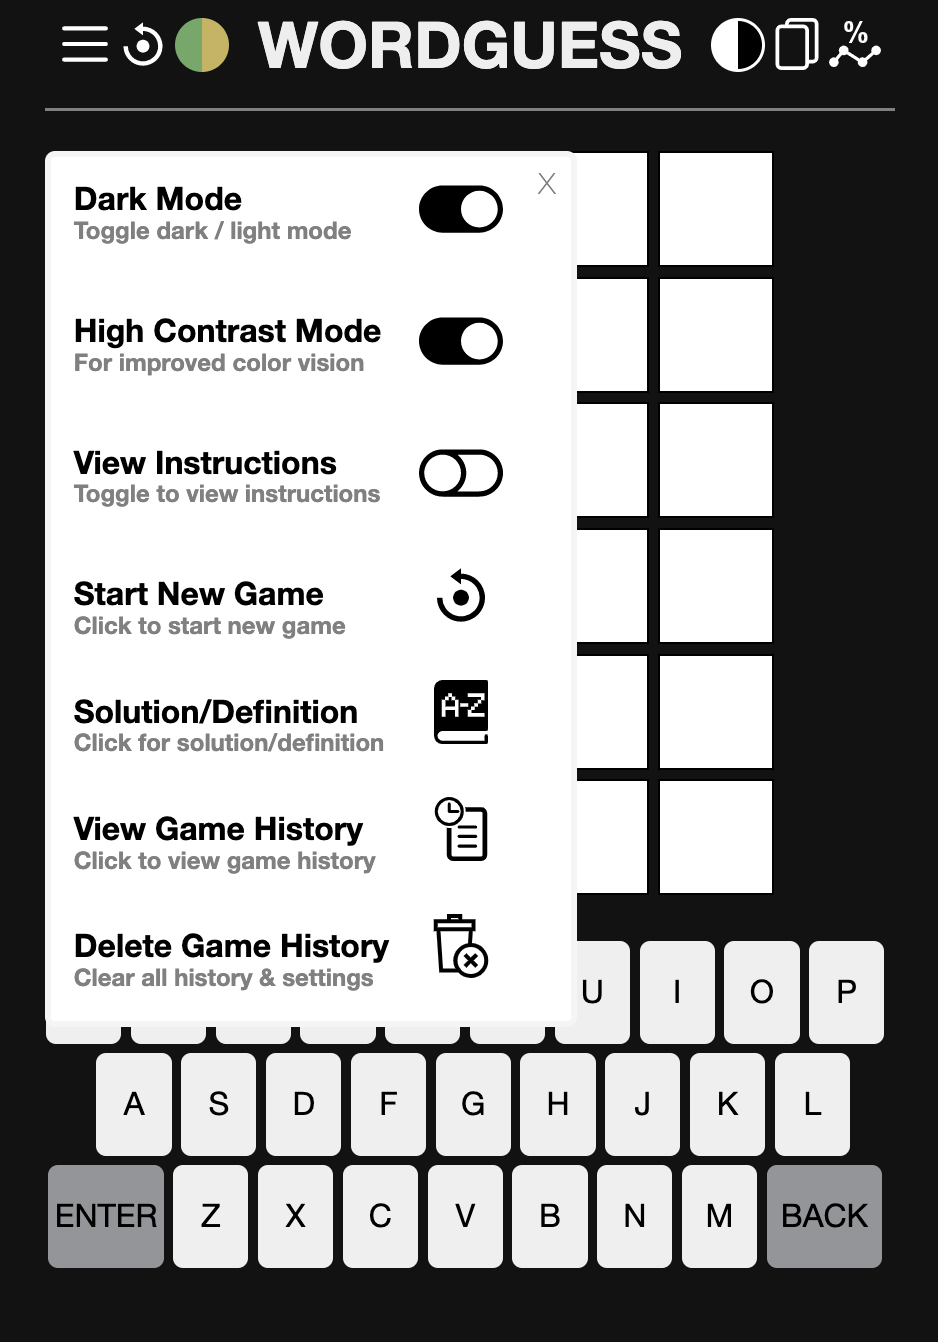 WORDGUESS %
X
Dark Mode
Toggle dark / light mode
High Contrast Mode
For improved color vision
View Instructions
Toggle to view instructions
Start New Game
Click to start new game
A-Z
Solution/Definition
Click for solution/definition
View Game History
Click to view game history
Delete Game History
Clear all history & settings
U I O P
A S D F G H J K L
ENTER Z X C V B N M BACK